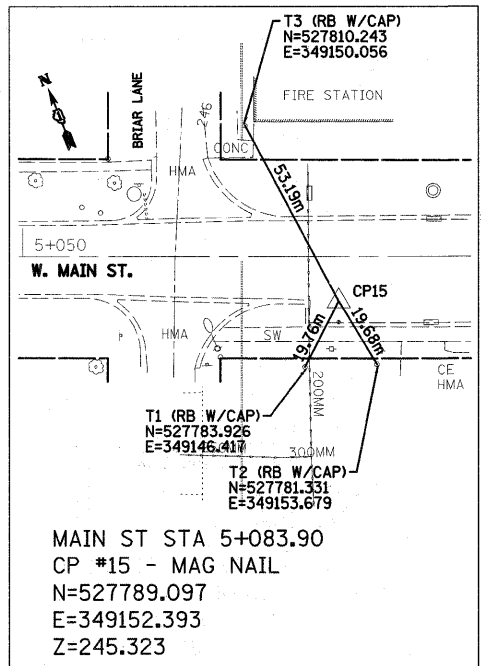 T3 (RB W/CAP)
N=527810.243
E=349150.056
N
BRIAR LANE
246
FIRE STATION
CONC
HMA
53.19m
5+050
W. MAIN ST.
CP15
19.76m
19.68m
HMA
SW
CE
HMA
200MM
T1 (RB W/CAP)
N=527783.926
E=349146.417
300MM
T2 (RB W/CAP)
N=527781.331
E=349153.679
MAIN ST STA 5+083.90
CP #15 - MAG NAIL
N=527789.097
E=349152.393
Z=245.323